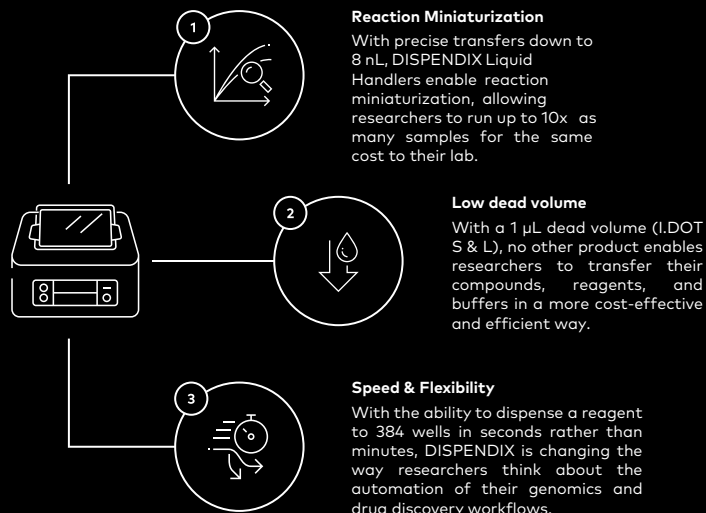 1
Reaction Miniaturization
With precise transfers down to
8 nL, DISPENDIX Liquid
Handlers enable reaction
miniaturization, allowing
researchers to run up to 10x as
many samples for the same
cost to their lab.
2
Low dead volume
With a 1 µL dead volume (I.DOT
S & L), no other product enables
researchers to transfer their
compounds, reagents, and
buffers in a more cost-effective
and efficient way.
3
Speed & Flexibility
With the ability to dispense a reagent
to 384 wells in seconds rather than
minutes, DISPENDIX is changing the
way researchers think about the
automation of their genomics and
drug discovery workflows.